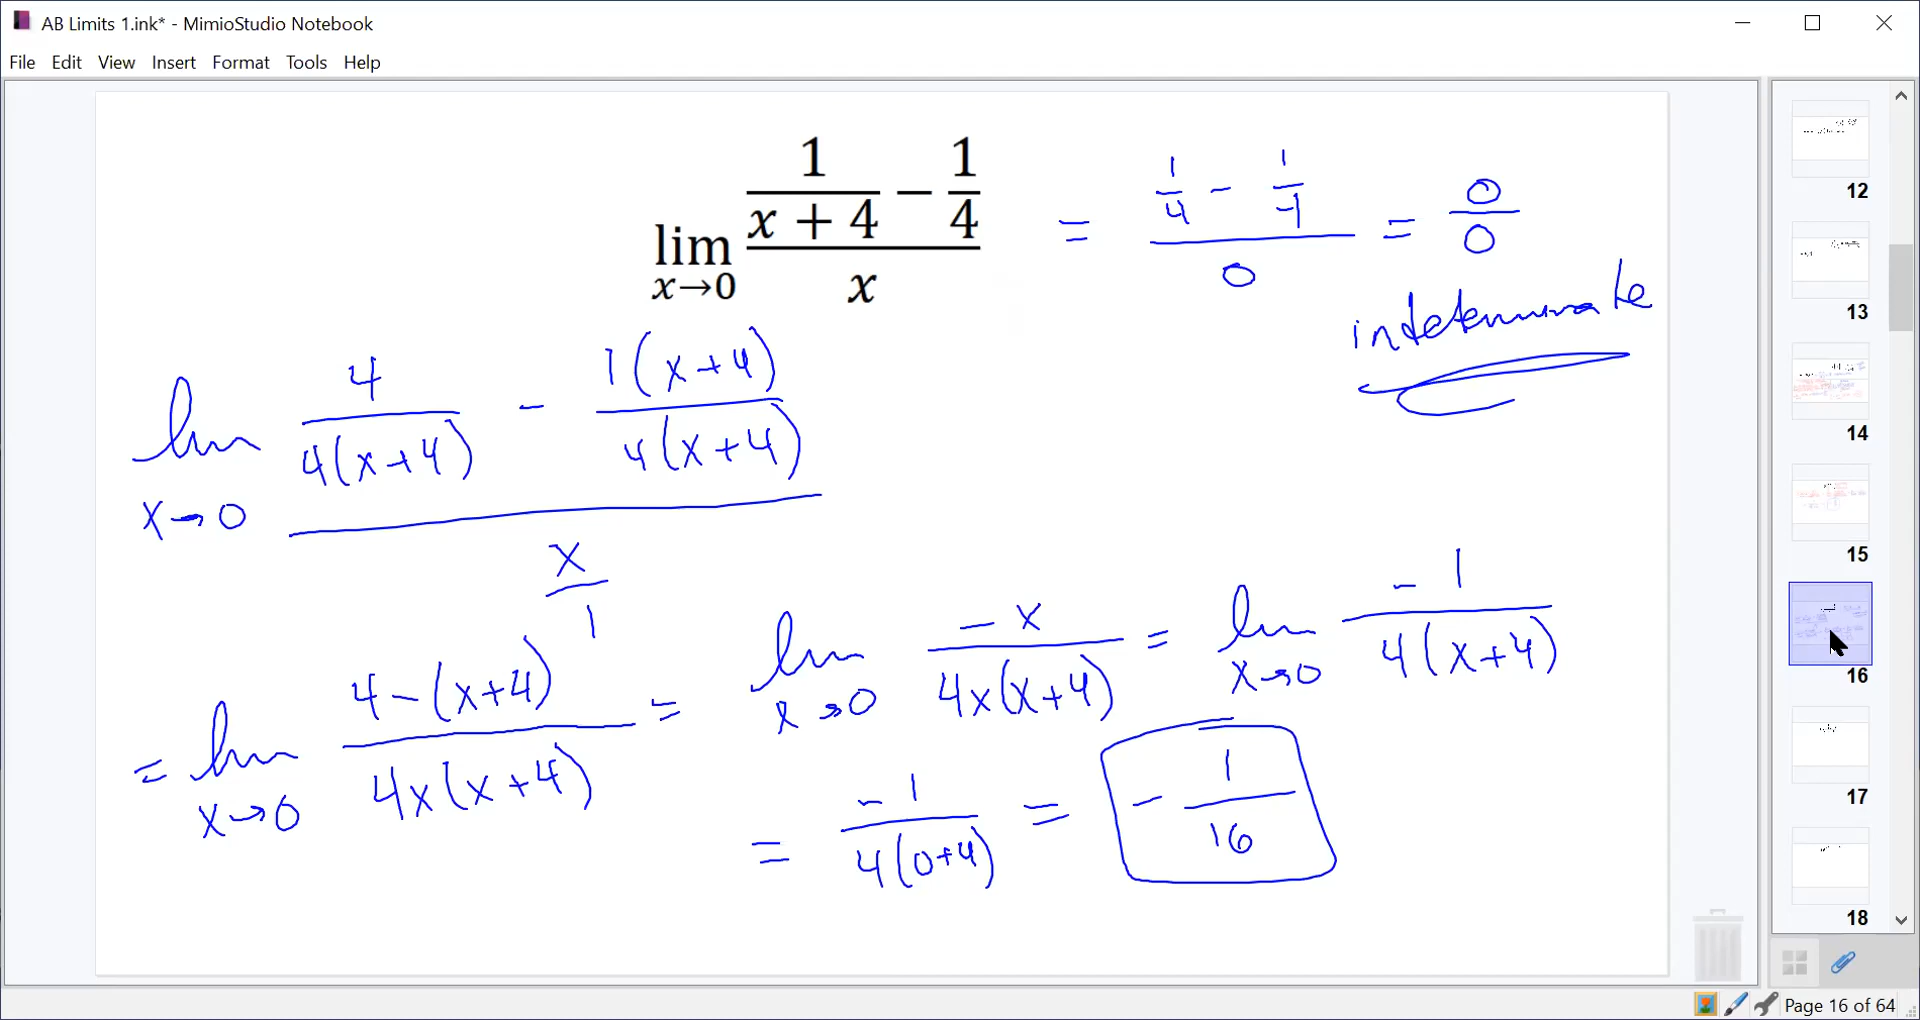 AB Limits 1.ink* - MimioStudio Notebook
File Edit View Insert Format Tools Help
lim x→0 (1/(x + 4) − 1/4)/x = (1/4 - 1/4)/0 = 0/0
indeterminate
lim x→0 (4/(4(x+4)) - 1(x+4)/(4(x+4)))/(x/1)
= lim x→0 (4-(x+4))/(4x(x+4)) = lim x→0 -x/(4x(x+4)) = lim x→0 -1/(4(x+4))
= -1/(4(0+4)) = -1/16
12
13
14
15
16
17
18
Page 16 of 64